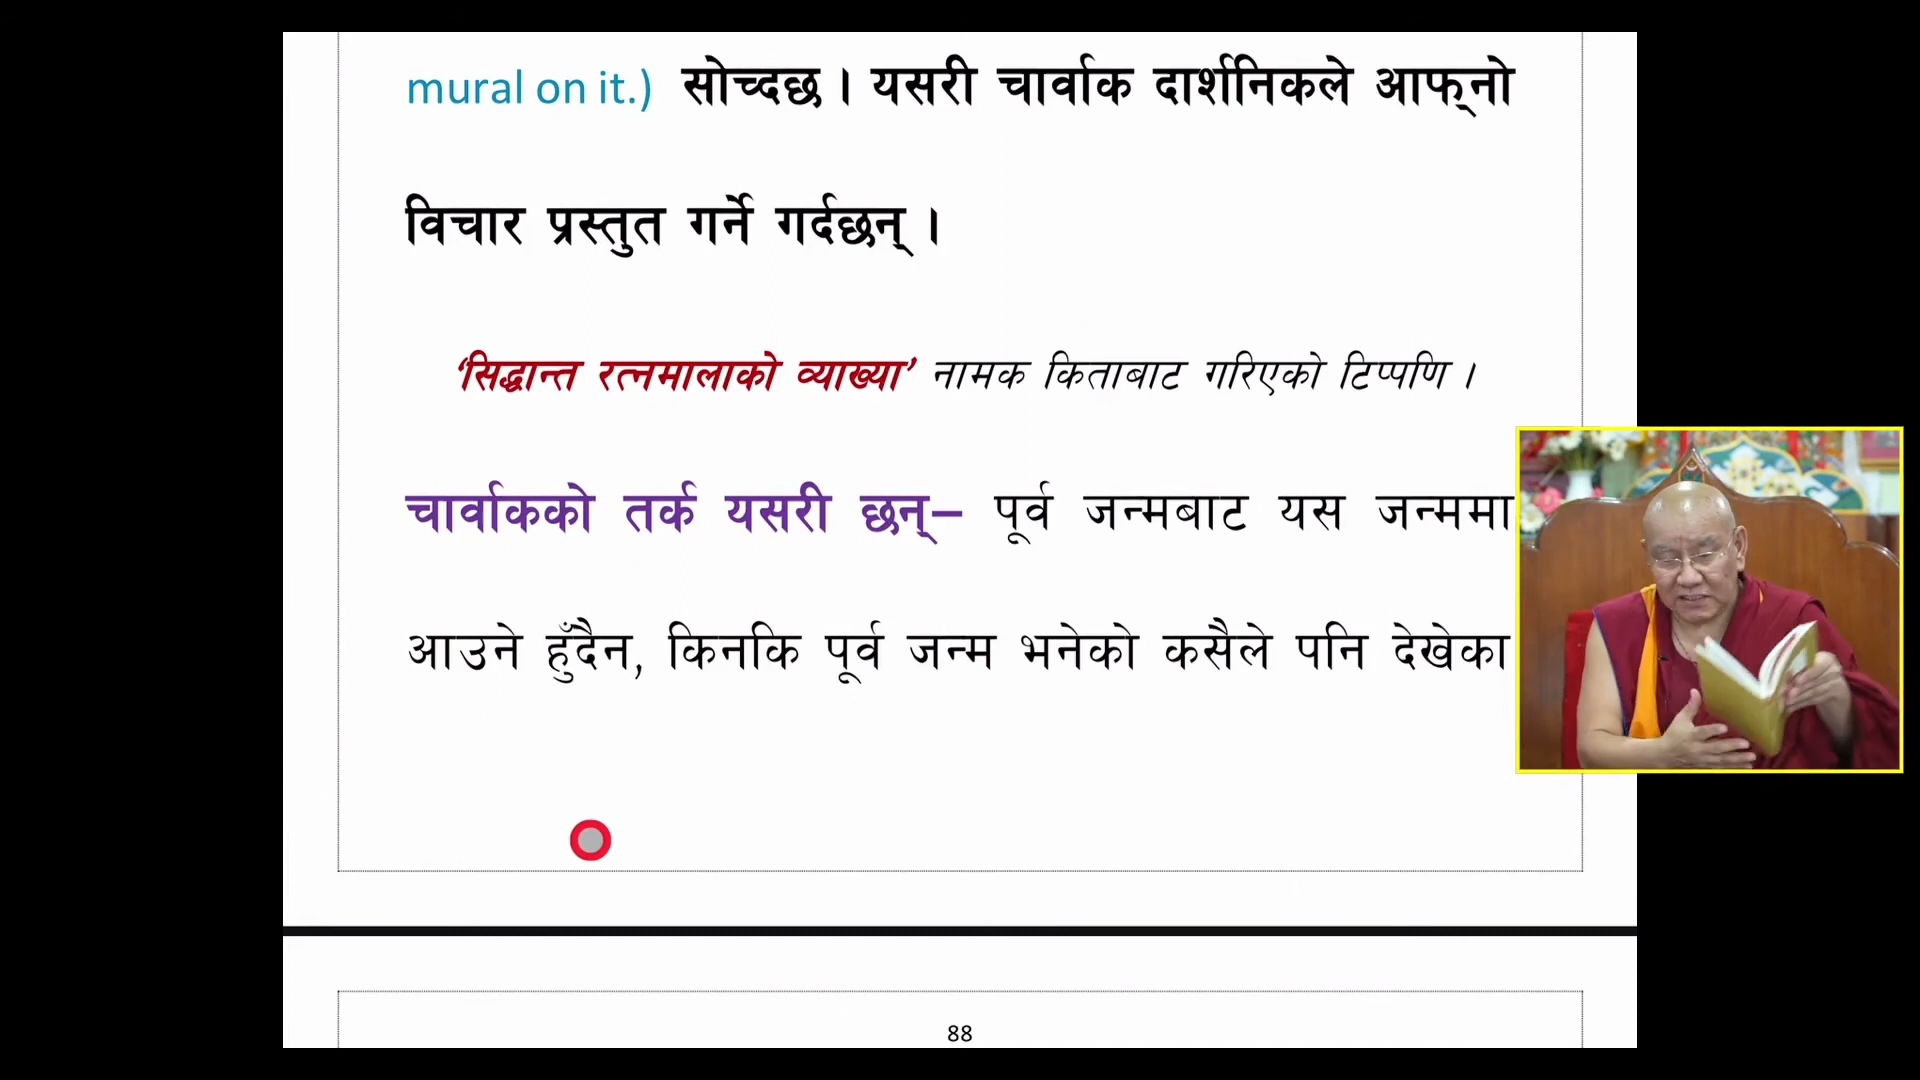 mural on it.) सोच्दछ । यसरी चार्वाक दार्शनिकले आफ्‌नो
विचार प्रस्तुत गर्ने गर्दछन् ।
‘सिद्धान्त रत्नमालाको व्याख्या’ नामक किताबाट गरिएको टिप्पणि ।
चार्वाकको तर्क यसरी छन्– पूर्व जन्मबाट यस जन्ममा
आउने हुँदैन, किनकि पूर्व जन्म भनेको कसैले पनि देखेका
88